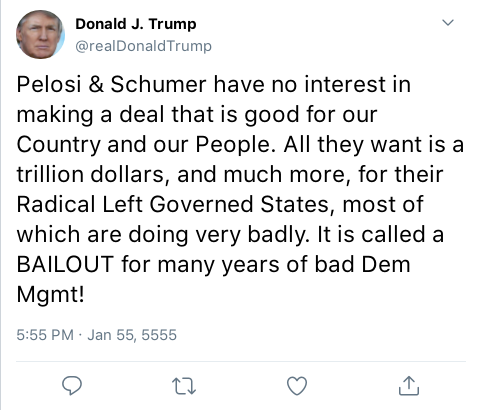 Donald J. Trump
@realDonaldTrump
Pelosi & Schumer have no interest in
making a deal that is good for our
Country and our People. All they want is a
trillion dollars, and much more, for their
Radical Left Governed States, most of
which are doing very badly. It is called a
BAILOUT for many years of bad Dem
Mgmt!
5:55 PM · Jan 55, 5555